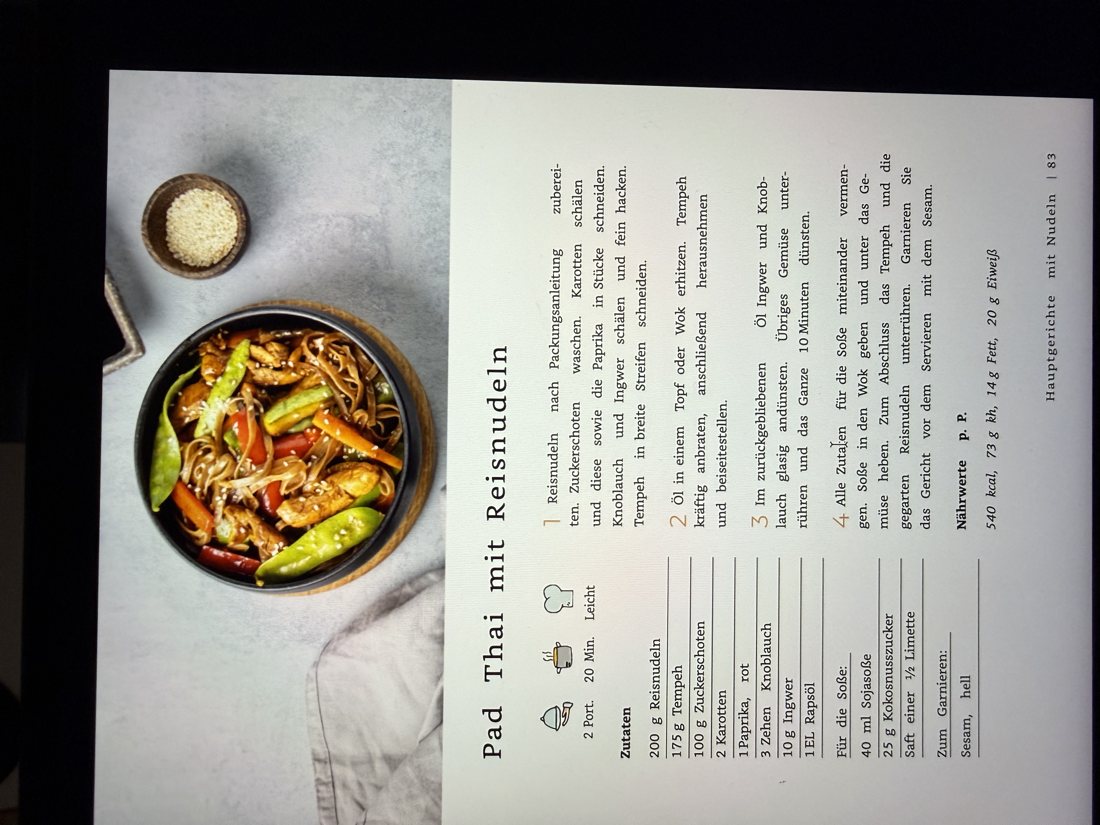 Pad Thai mit Reisnudeln
2 Port. 20 Min. Leicht
Zutaten
200 g Reisnudeln
175 g Tempeh
100 g Zuckerschoten
2 Karotten
1 Paprika, rot
3 Zehen Knoblauch
10 g Ingwer
1 EL Rapsöl
Für die Soße:
40 ml Sojasoße
25 g Kokosnusszucker
Saft einer ½ Limette
Zum Garnieren:
Sesam, hell
1 Reisnudeln nach Packungsanleitung zuberei-
ten. Zuckerschoten waschen. Karotten schälen
und diese sowie die Paprika in Stücke schneiden.
Knoblauch und Ingwer schälen und fein hacken.
Tempeh in breite Streifen schneiden.
2 Öl in einem Topf oder Wok erhitzen. Tempeh
kräftig anbraten, anschließend herausnehmen
und beiseitestellen.
3 Im zurückgebliebenen Öl Ingwer und Knob-
lauch glasig andünsten. Übriges Gemüse unter-
rühren und das Ganze 10 Minuten dünsten.
4 Alle Zutaten für die Soße miteinander vermen-
gen. Soße in den Wok geben und unter das Ge-
müse heben. Zum Abschluss das Tempeh und die
gegarten Reisnudeln unterrühren. Garnieren Sie
das Gericht vor dem Servieren mit dem Sesam.
Nährwerte p. P.
540 kcal, 73 g kh, 14 g Fett, 20 g Eiweiß
Hauptgerichte mit Nudeln | 83